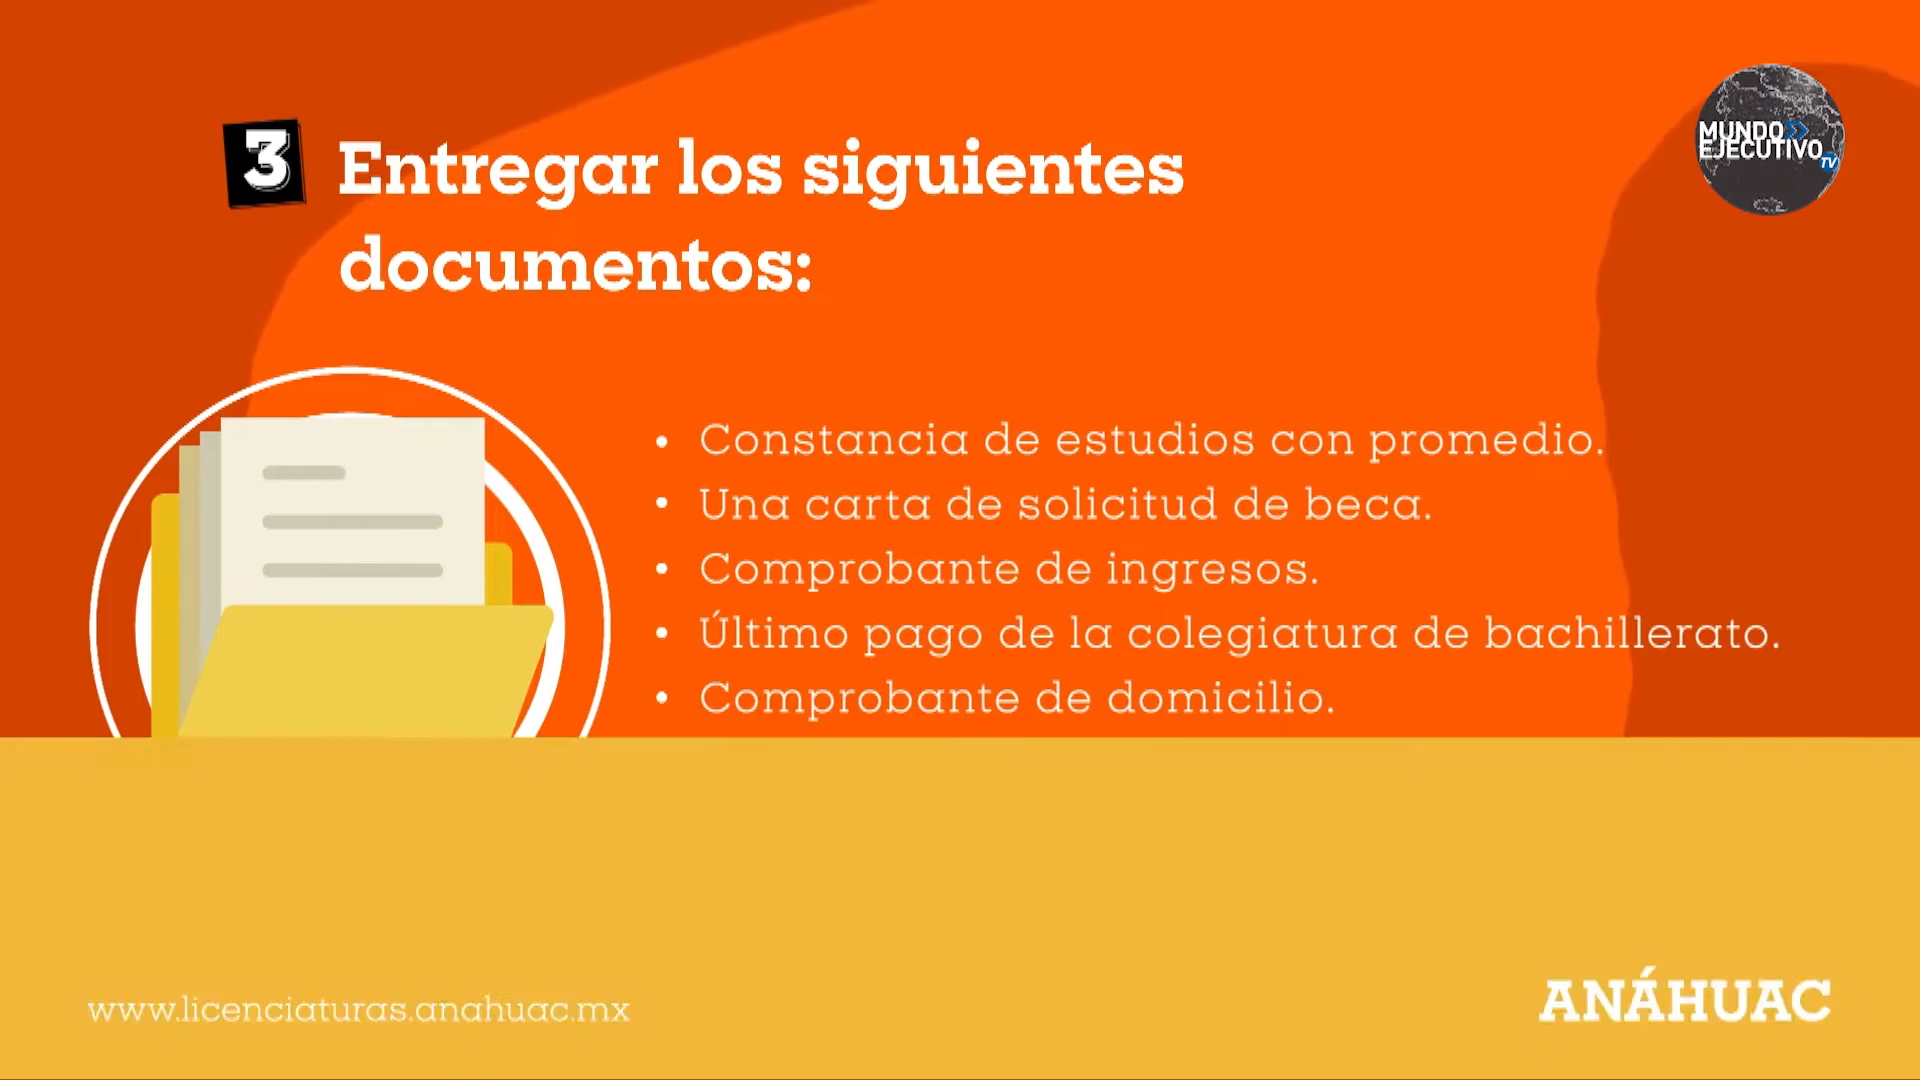 MUNDO
EJECUTIVO TV
3 Entregar los siguientes
documentos:
• Constancia de estudios con promedio.
• Una carta de solicitud de beca.
• Comprobante de ingresos.
• Último pago de la colegiatura de bachillerato.
• Comprobante de domicilio.
www.licenciaturas.anahuac.mx
ANÁHUAC